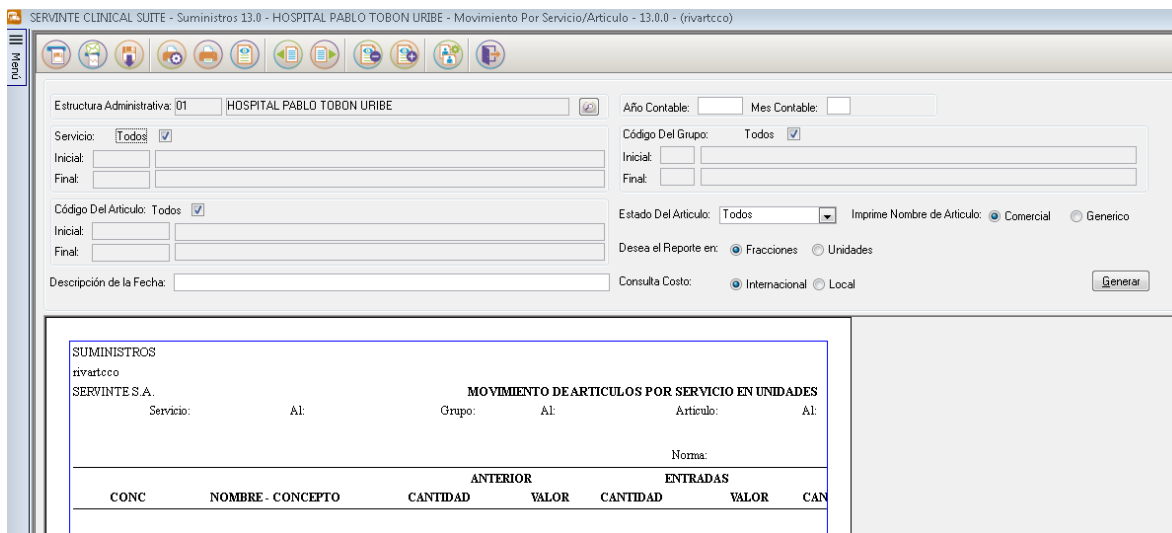 SERVINTE CLINICAL SUITE - Suministros 13.0 - HOSPITAL PABLO TOBON URIBE - Movimiento Por Servicio/Articulo - 13.0.0 - (rivartcco)
Menú
Estructura Administrativa: 01 HOSPITAL PABLO TOBON URIBE
Año Contable: Mes Contable:
Servicio: Todos
Inicial:
Final:
Código Del Grupo: Todos
Inicial:
Final:
Código Del Articulo: Todos
Inicial:
Final:
Estado Del Articulo: Todos Imprime Nombre de Articulo: Comercial Generico
Desea el Reporte en: Fracciones Unidades
Descripción de la Fecha:
Consulta Costo: Internacional Local
Generar
SUMINISTROS
rivartcco
SERVINTE S.A. MOVIMIENTO DE ARTICULOS POR SERVICIO EN UNIDADES
Servicio: Al: Grupo: Al: Articulo: Al:
Norma:
ANTERIOR ENTRADAS
CONC NOMBRE - CONCEPTO CANTIDAD VALOR CANTIDAD VALOR CAN